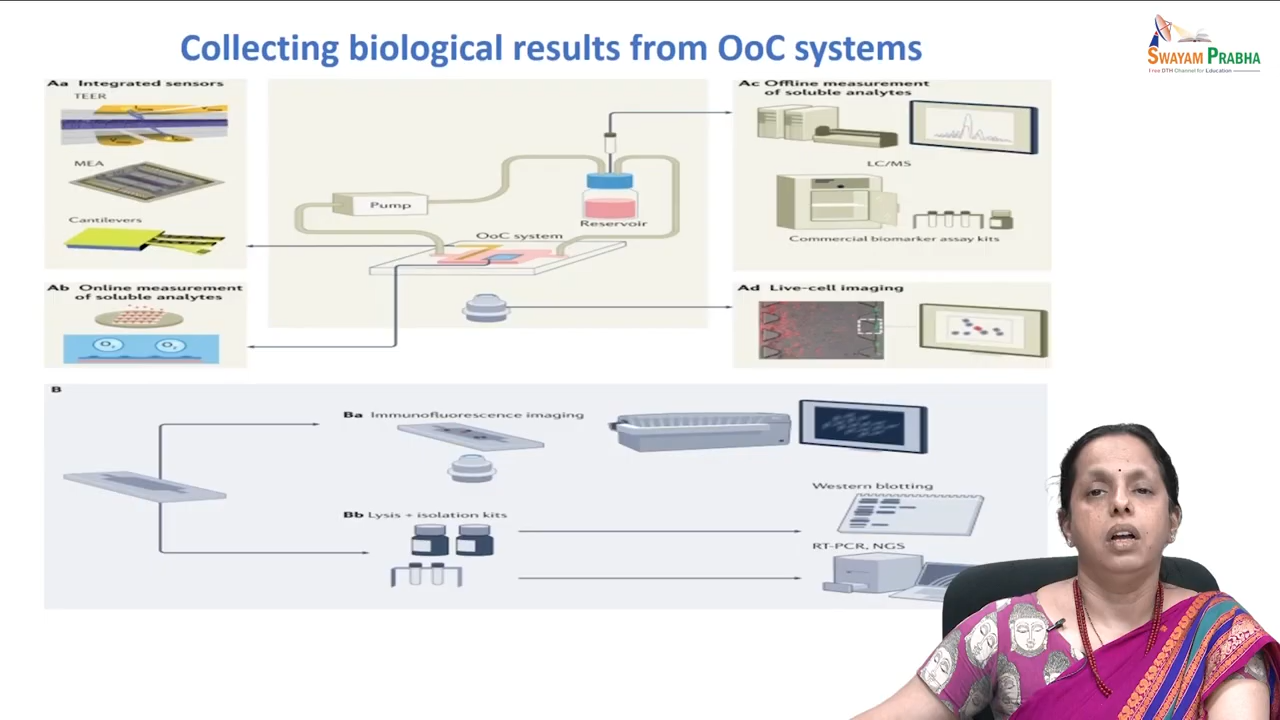 Collecting biological results from OoC systems
SWAYAM PRABHA
Free DTH Channel for Education
Aa Integrated sensors
TEER
MEA
Cantilevers
Pump
Reservoir
OoC system
Ab Online measurement
of soluble analytes
O₂ O₂
Ac Offline measurement
of soluble analytes
LC/MS
Commercial biomarker assay kits
Ad Live-cell imaging
B
Ba Immunofluorescence imaging
Bb Lysis + isolation kits
Western blotting
RT-PCR, NGS